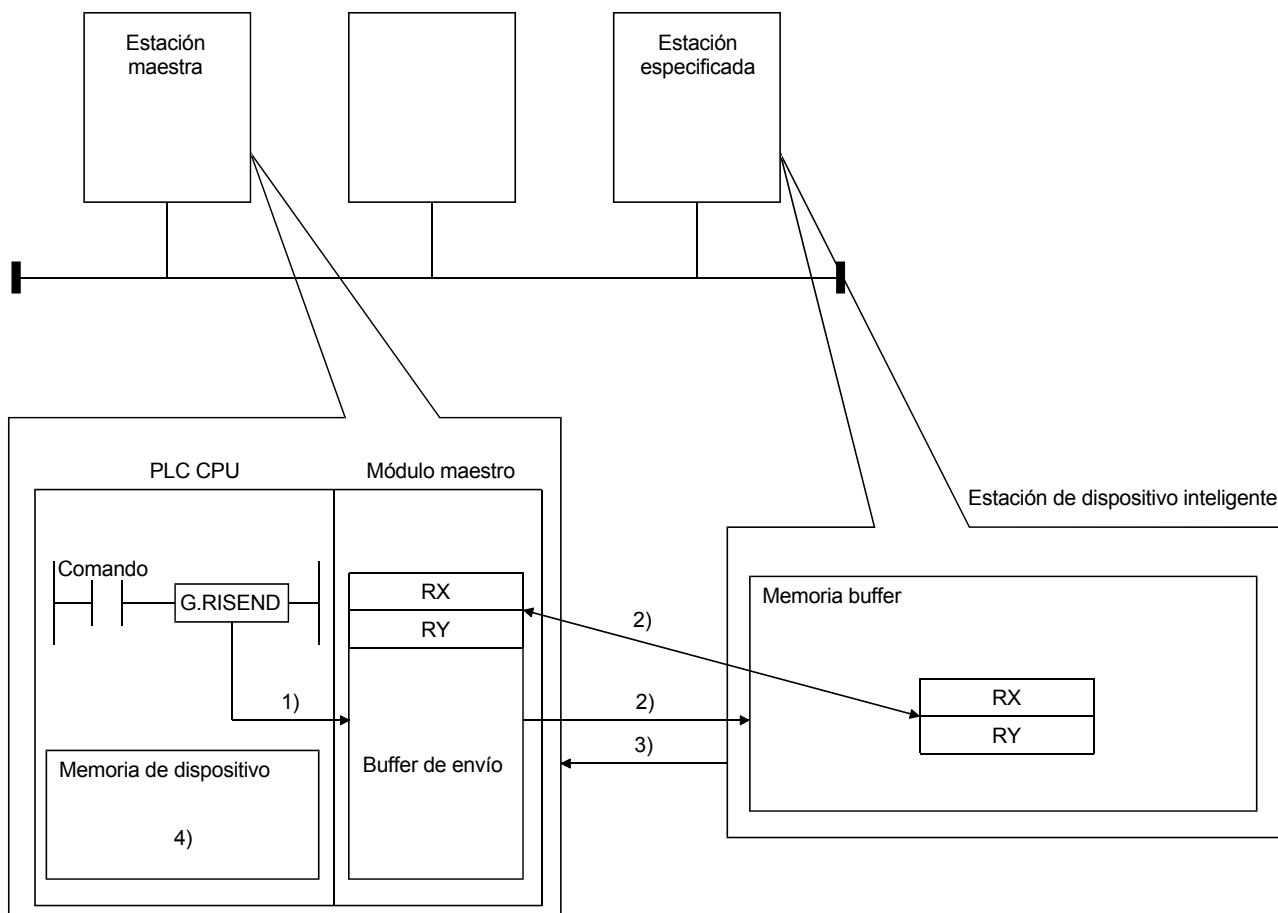 Estación
maestra
Estación
especificada
PLC CPU
Módulo maestro
Estación de dispositivo inteligente
Comando
G.RISEND
RX
RY
1)
2)
2)
3)
Buffer de envío
Memoria de dispositivo
4)
Memoria buffer
RX
RY